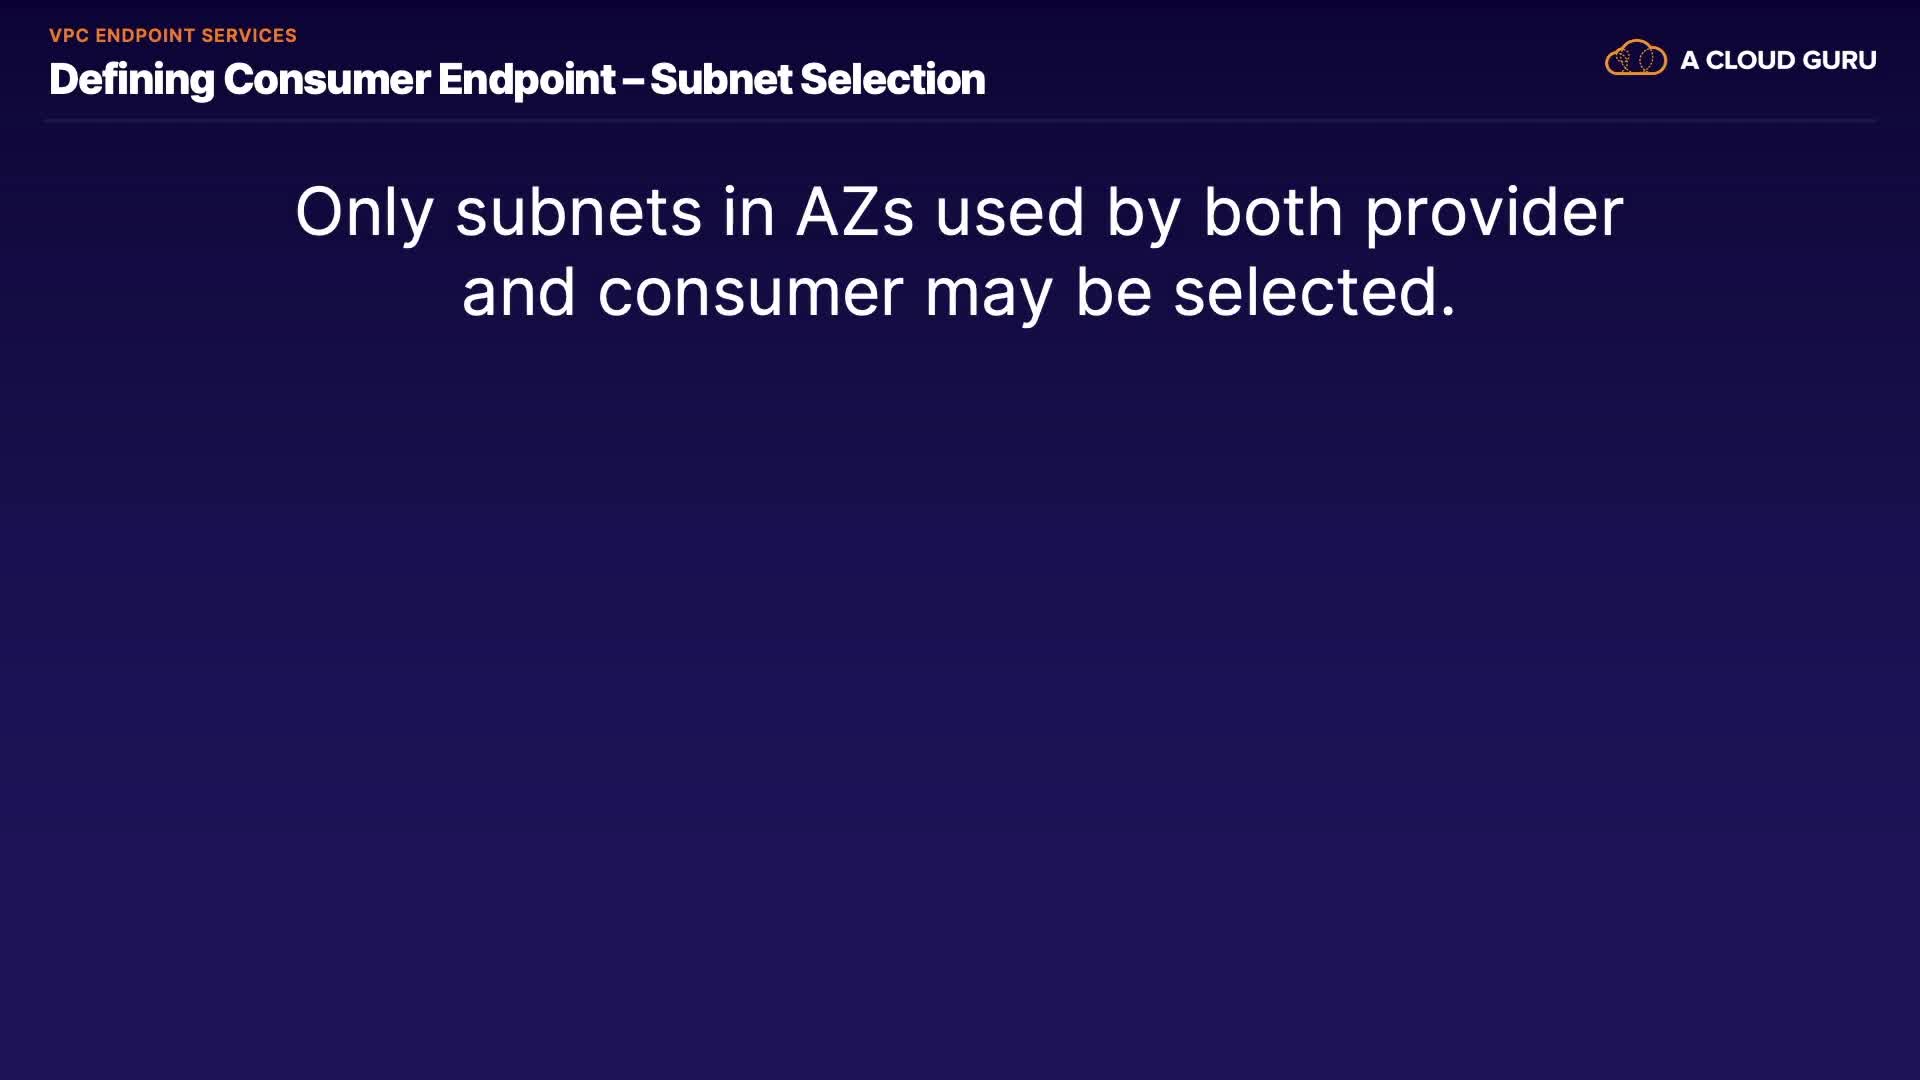 VPC ENDPOINT SERVICES
Defining Consumer Endpoint – Subnet Selection
A CLOUD GURU
Only subnets in AZs used by both provider
and consumer may be selected.